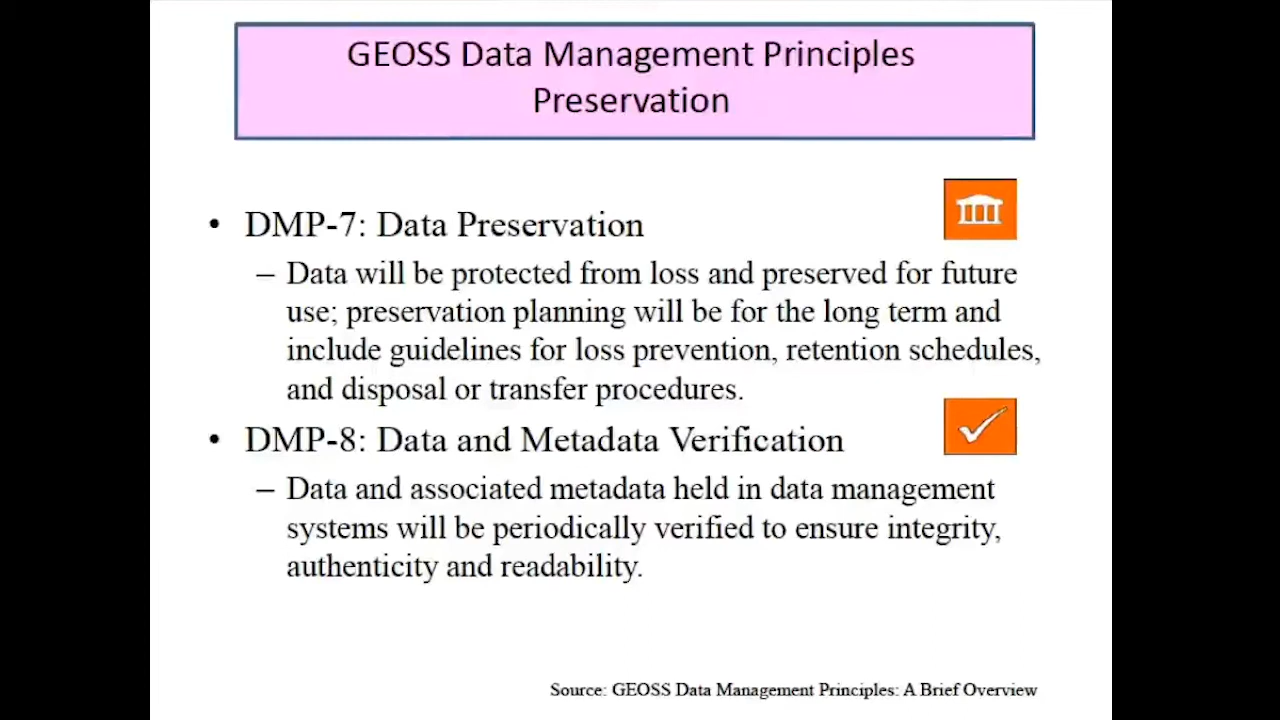 GEOSS Data Management Principles
Preservation
• DMP-7: Data Preservation
– Data will be protected from loss and preserved for future
use; preservation planning will be for the long term and
include guidelines for loss prevention, retention schedules,
and disposal or transfer procedures.
• DMP-8: Data and Metadata Verification
– Data and associated metadata held in data management
systems will be periodically verified to ensure integrity,
authenticity and readability.
Source: GEOSS Data Management Principles: A Brief Overview